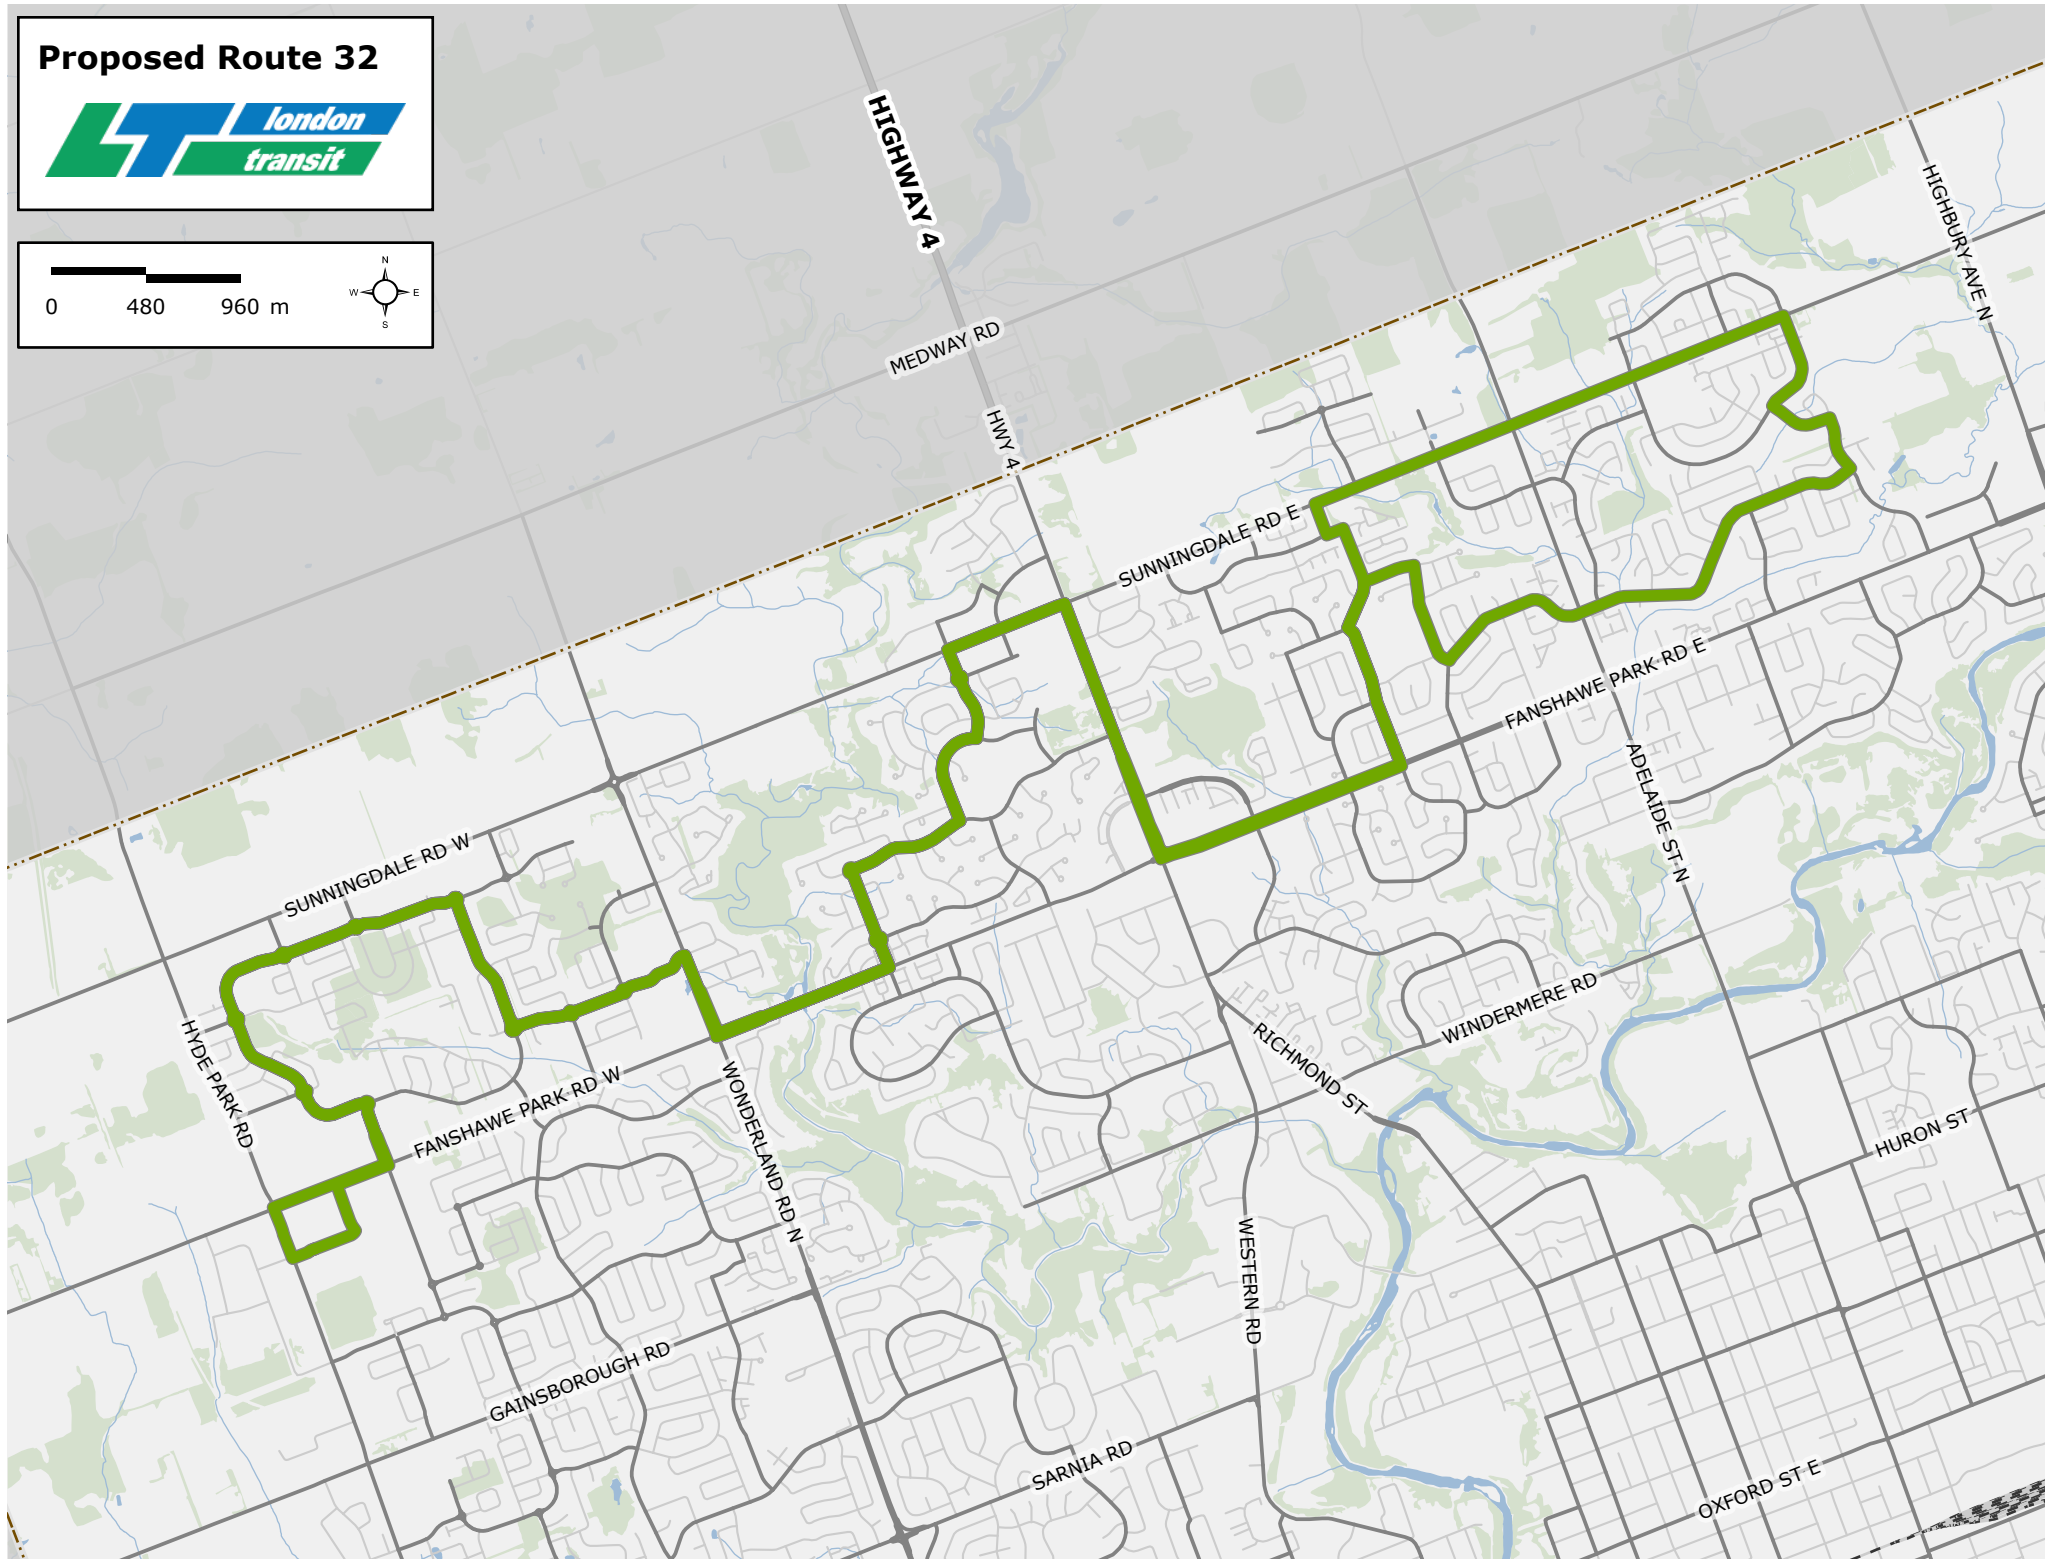 Proposed Route 32
london
transit
0 480 960 m
N
W E
S
HIGHWAY 4
HIGHBURY AVE N
MEDWAY RD
HWY 4
SUNNINGDALE RD E
FANSHAWE PARK RD E
ADELAIDE ST N
SUNNINGDALE RD W
HYDE PARK RD
FANSHAWE PARK RD W
WONDERLAND RD N
WINDERMERE RD
RICHMOND ST
HURON ST
WESTERN RD
GAINSBOROUGH RD
SARNIA RD
OXFORD ST E